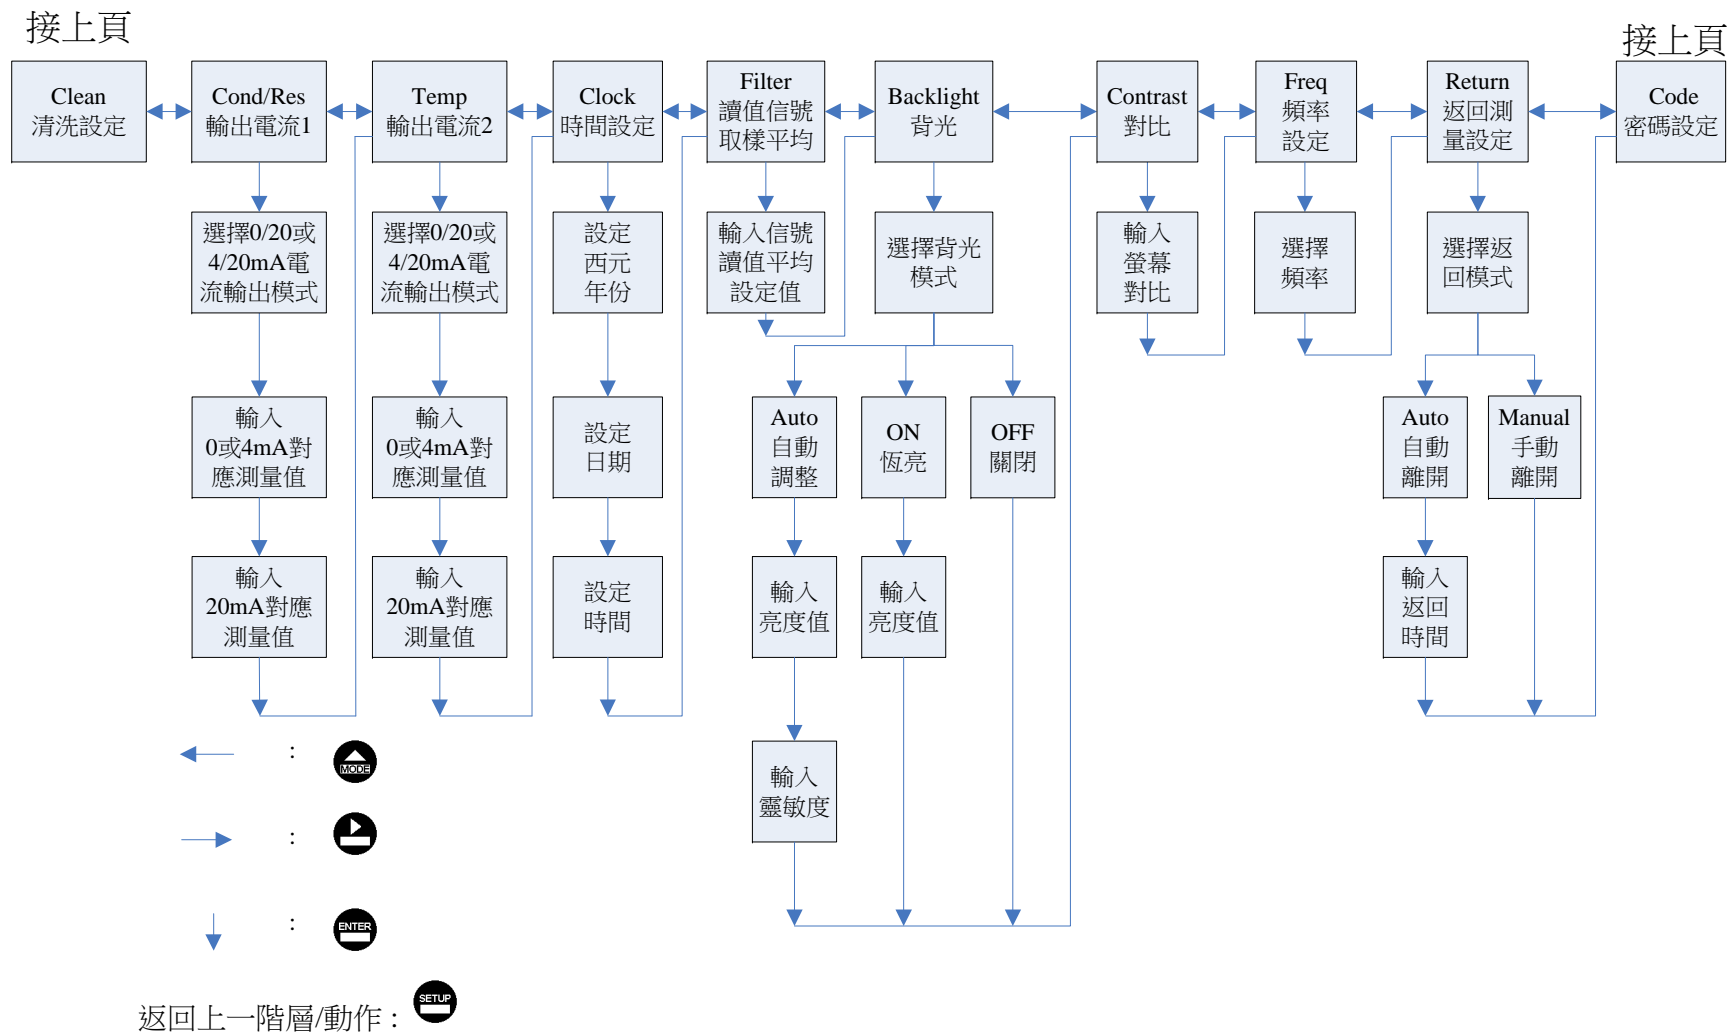 接上頁
接上頁
Clean
清洗設定
Cond/Res
輸出電流1
Temp
輸出電流2
Clock
時間設定
Filter
讀值信號
取樣平均
Backlight
背光
Contrast
對比
Freq
頻率
設定
Return
返回測
量設定
Code
密碼設定
選擇0/20或
4/20mA電
流輸出模式
選擇0/20或
4/20mA電
流輸出模式
設定
西元
年份
輸入信號
讀值平均
設定值
選擇背光
模式
輸入
螢幕
對比
選擇
頻率
選擇返
回模式
輸入
0或4mA對
應測量值
輸入
0或4mA對
應測量值
設定
日期
Auto
自動
調整
ON
恆亮
OFF
關閉
Auto
自動
離開
Manual
手動
離開
輸入
20mA對應
測量值
輸入
20mA對應
測量值
設定
時間
輸入
亮度值
輸入
亮度值
輸入
返回
時間
輸入
靈敏度
: MODE
:
: ENTER
返回上一階層/動作 : SETUP